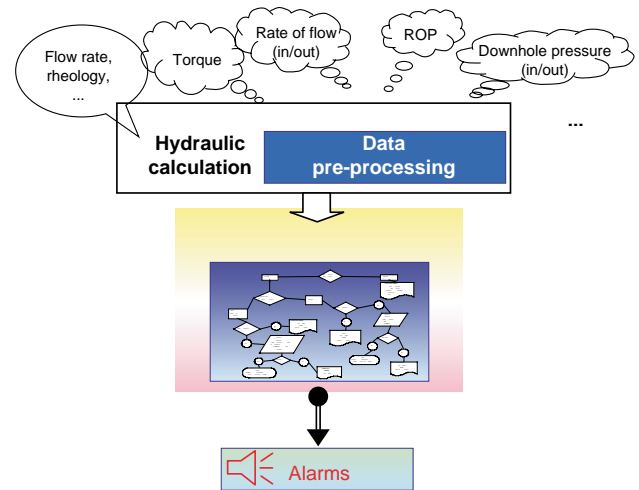 Flow rate,
rheology,
...
Torque
Rate of flow
(in/out)
ROP
Downhole pressure
(in/out)
...
Hydraulic
calculation
Data
pre-processing
Alarms